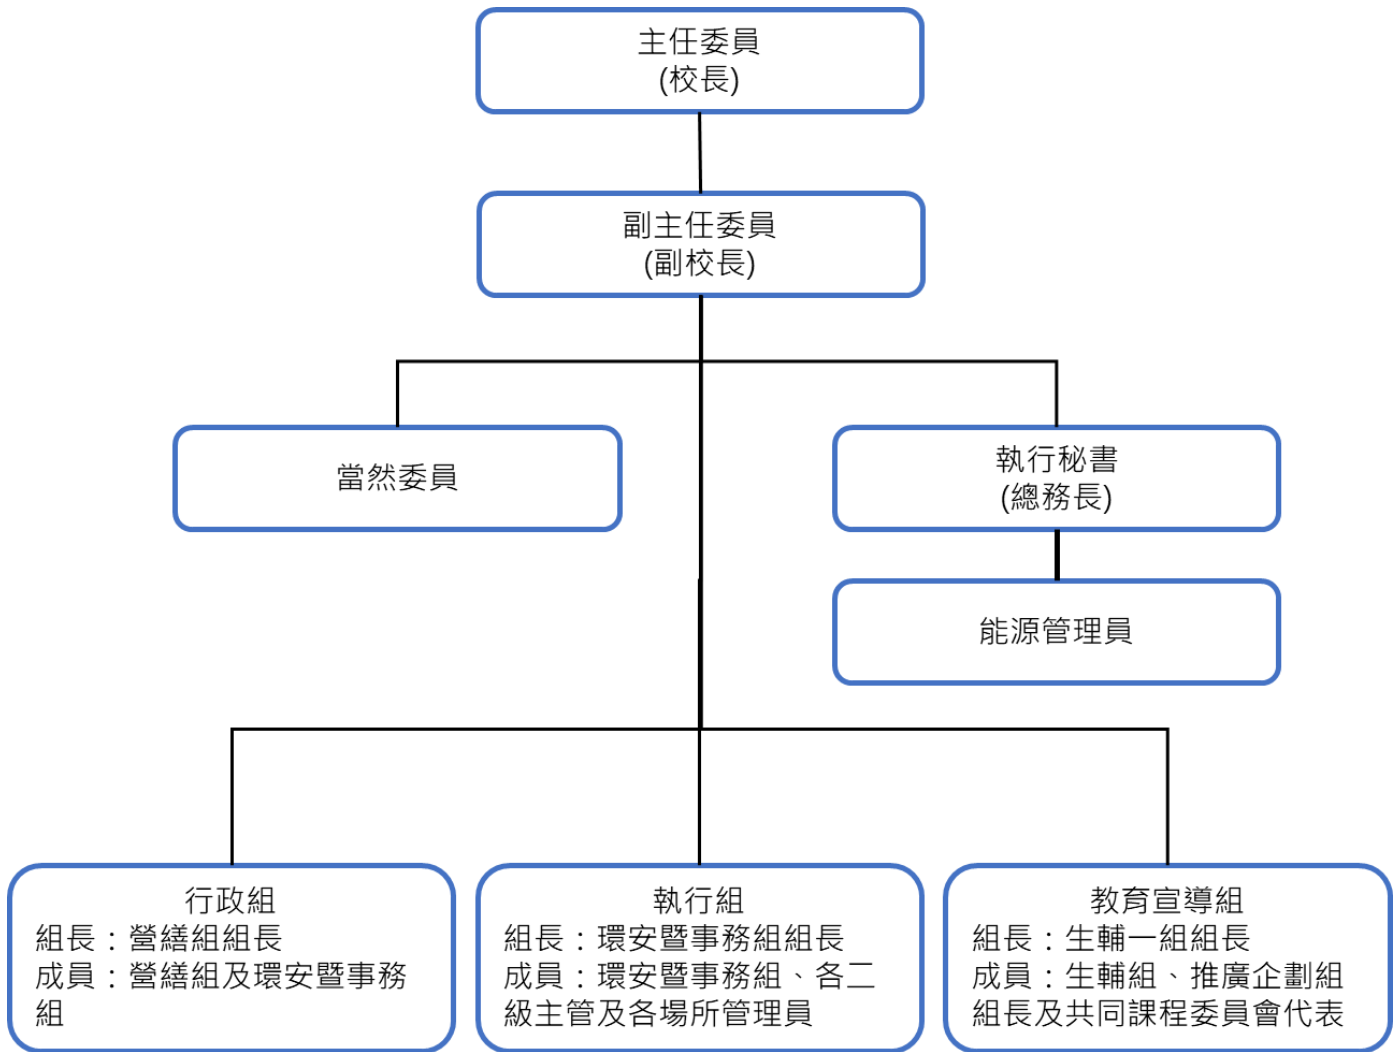 主任委員
(校長)
副主任委員
(副校長)
當然委員
執行秘書
(總務長)
能源管理員
行政組
組長：營繕組組長
成員：營繕組及環安暨事務
組
執行組
組長：環安暨事務組組長
成員：環安暨事務組、各二
級主管及各場所管理員
教育宣導組
組長：生輔一組組長
成員：生輔組、推廣企劃組
組長及共同課程委員會代表